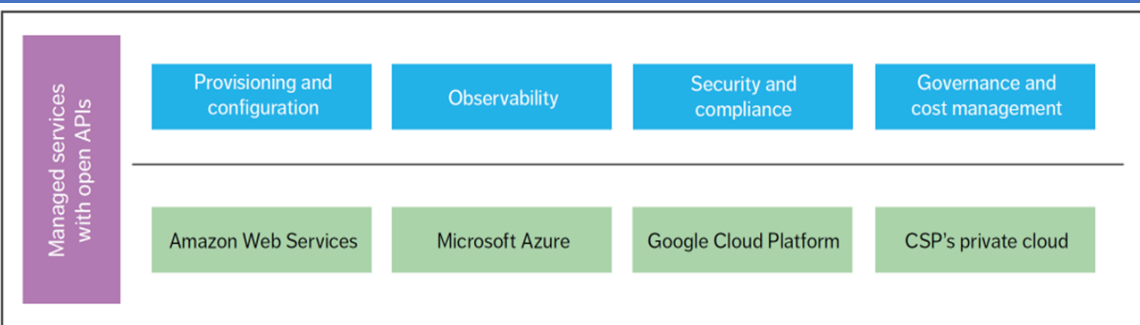 Managed services
with open APIs
Provisioning and
configuration
Observability
Security and
compliance
Governance and
cost management
Amazon Web Services
Microsoft Azure
Google Cloud Platform
CSP's private cloud